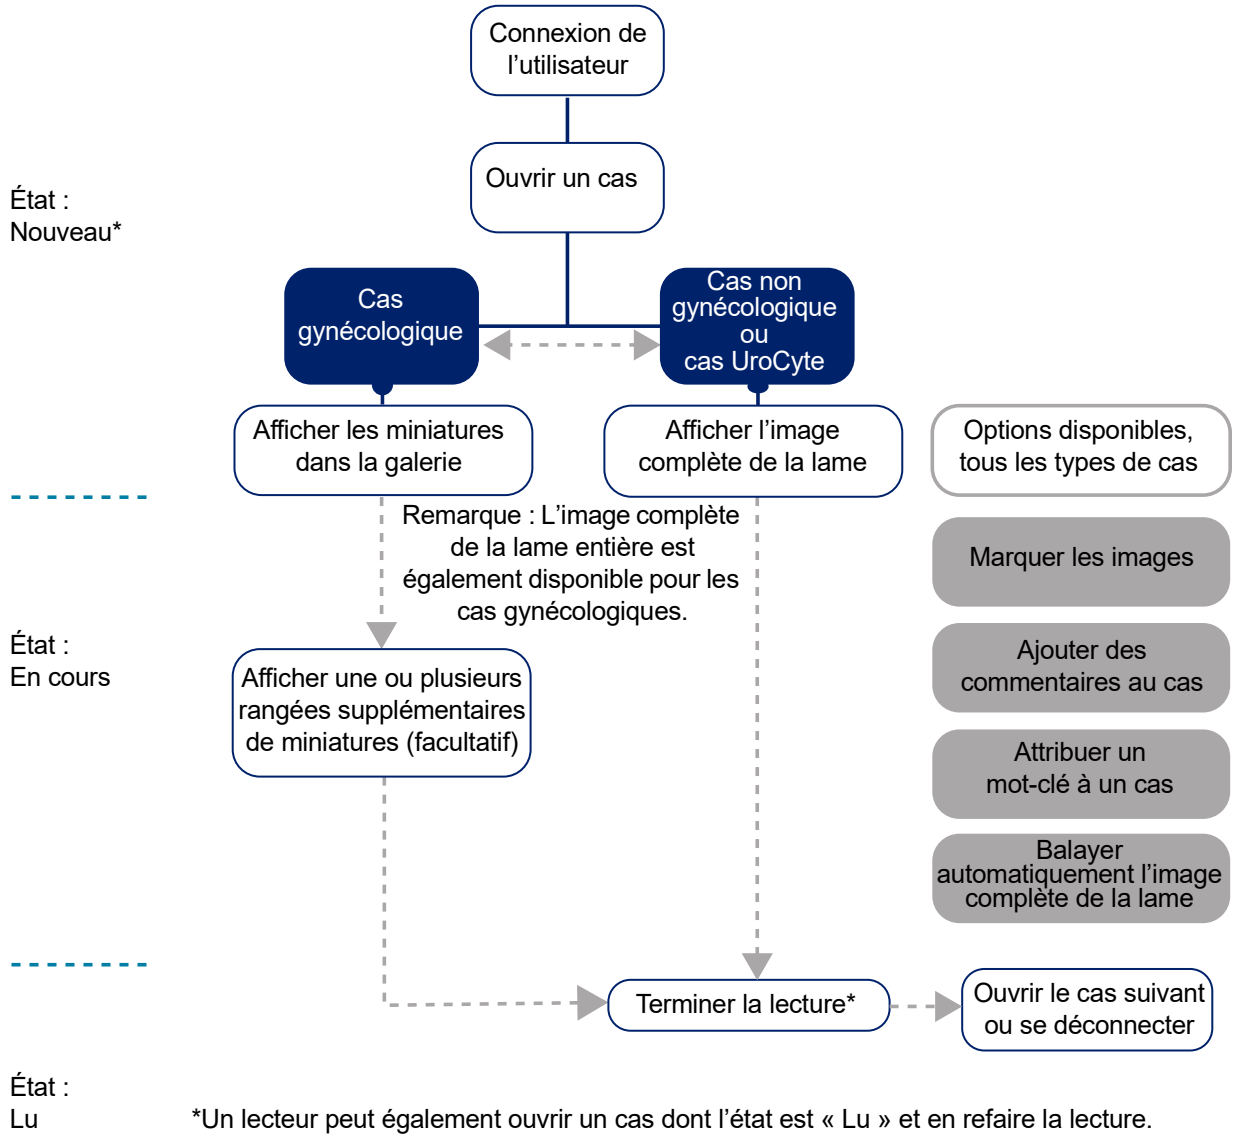 Connexion de
l’utilisateur
Ouvrir un cas
État :
Nouveau*
Cas
gynécologique
Cas non
gynécologique
ou
cas UroCyte
Afficher les miniatures
dans la galerie
Afficher l’image
complète de la lame
Options disponibles,
tous les types de cas
Remarque : L’image complète
de la lame entière est
également disponible pour les
cas gynécologiques.
Marquer les images
État :
En cours
Afficher une ou plusieurs
rangées supplémentaires
de miniatures (facultatif)
Ajouter des
commentaires au cas
Attribuer un
mot-clé à un cas
Balayer
automatiquement l’image
complète de la lame
Terminer la lecture*
Ouvrir le cas suivant
ou se déconnecter
État :
Lu
*Un lecteur peut également ouvrir un cas dont l’état est « Lu » et en refaire la lecture.